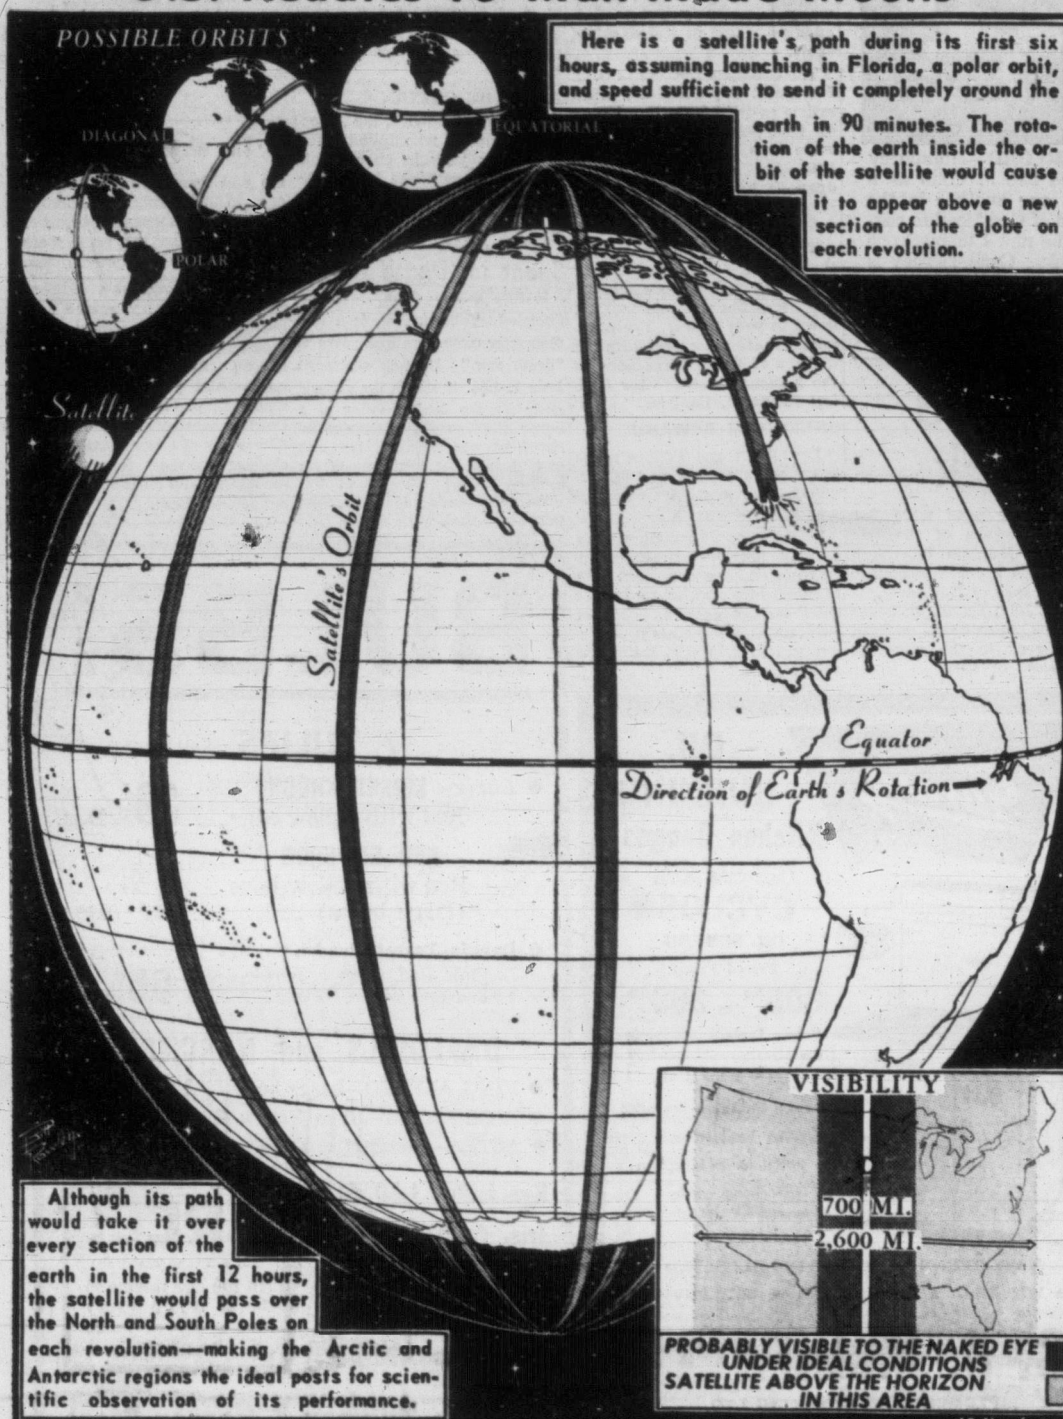 POSSIBLE ORBITS
DIAGONAL
EQUATORIAL
POLAR
Here is a satellite's path during its first six
hours, assuming launching in Florida, a polar orbit,
and speed sufficient to send it completely around the
earth in 90 minutes. The rota-
tion of the earth inside the or-
bit of the satellite would cause
it to appear above a new
section of the globe on
each revolution.
Satellite
Satellite's Orbit
Equator
Direction of Earth's Rotation
VISIBILITY
700 MI.
2,600 MI.
PROBABLY VISIBLE TO THE NAKED EYE
UNDER IDEAL CONDITIONS
SATELLITE ABOVE THE HORIZON
IN THIS AREA
Although its path
would take it over
every section of the
earth in the first 12 hours,
the satellite would pass over
the North and South Poles on
each revolution—making the Arctic and
Antarctic regions the ideal posts for scien-
tific observation of its performance.